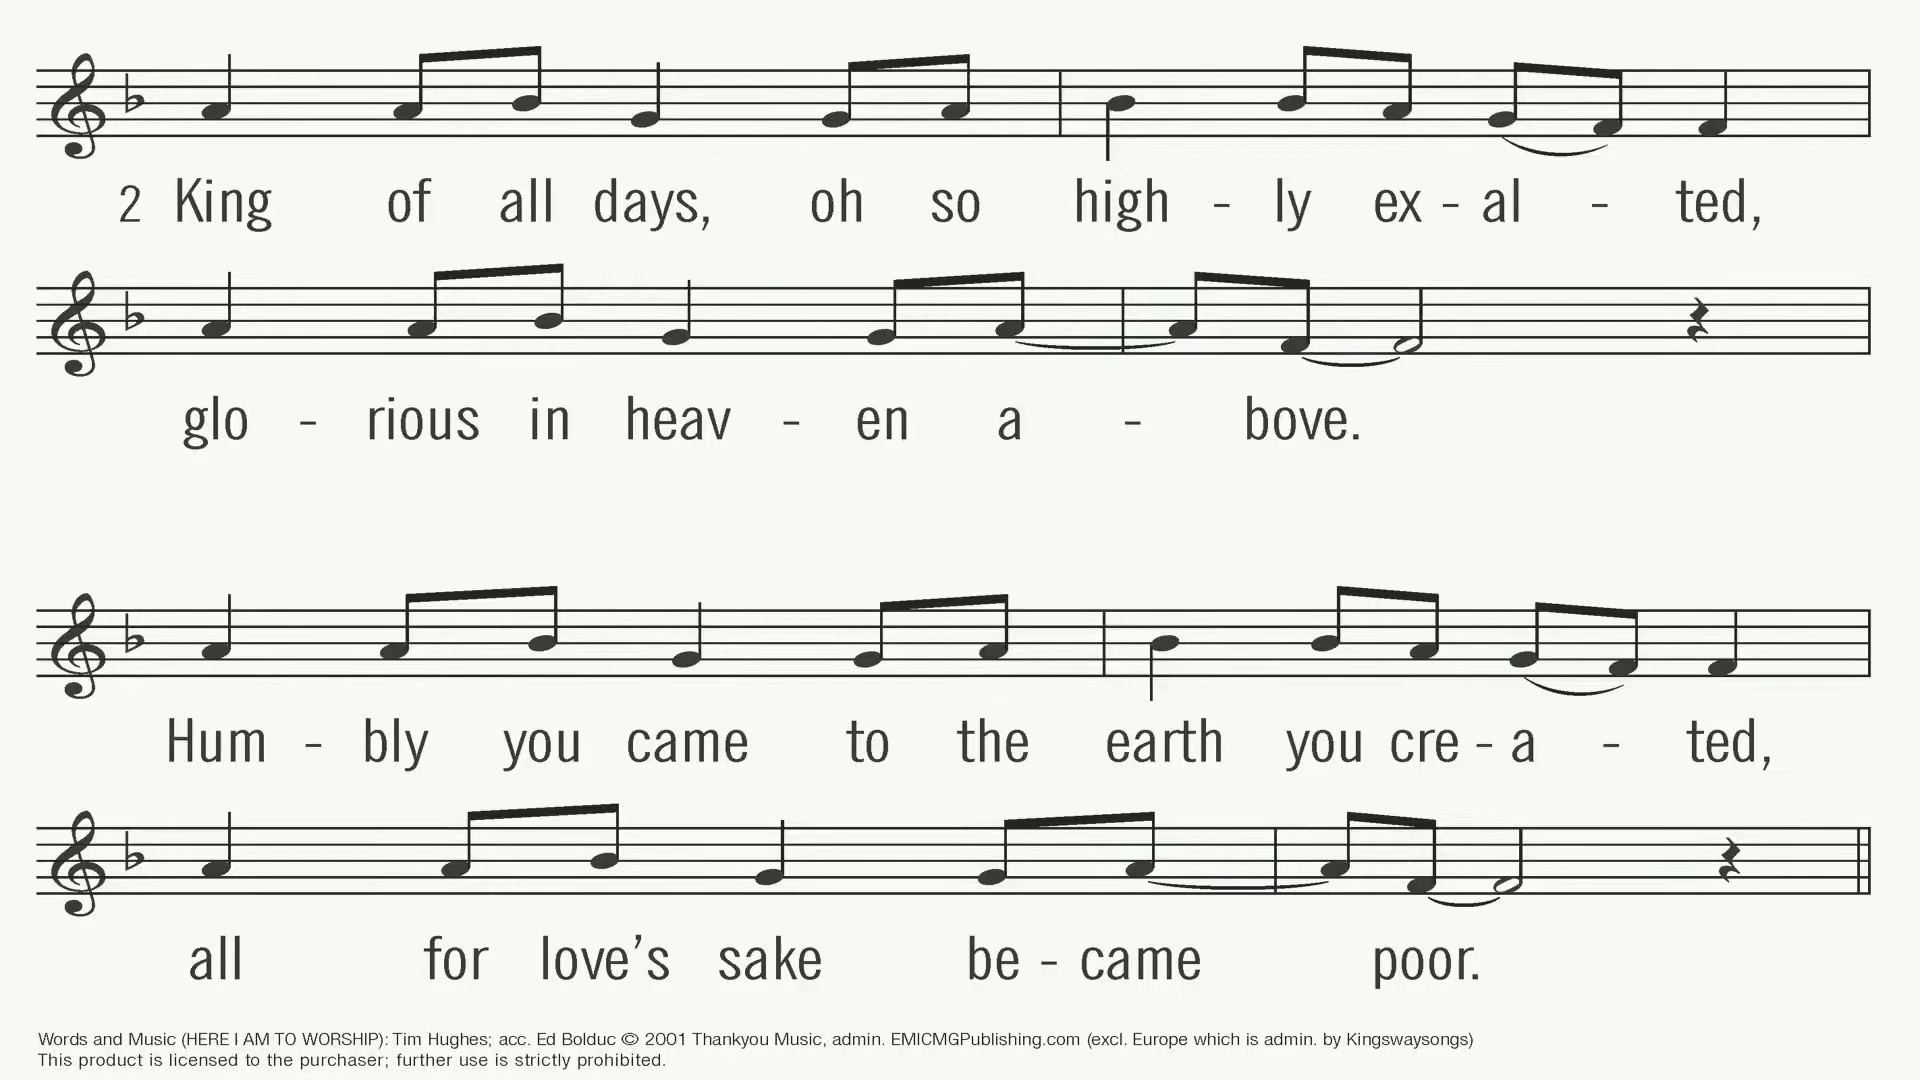 2 King of all days, oh so high - ly ex - al - ted,
glo - rious in heav - en a - bove.
Hum - bly you came to the earth you cre - a - ted,
all for love's sake be - came poor.
Words and Music (HERE I AM TO WORSHIP): Tim Hughes; acc. Ed Bolduc © 2001 Thankyou Music, admin. EMICMGPublishing.com (excl. Europe which is admin. by Kingswaysongs)
This product is licensed to the purchaser; further use is strictly prohibited.